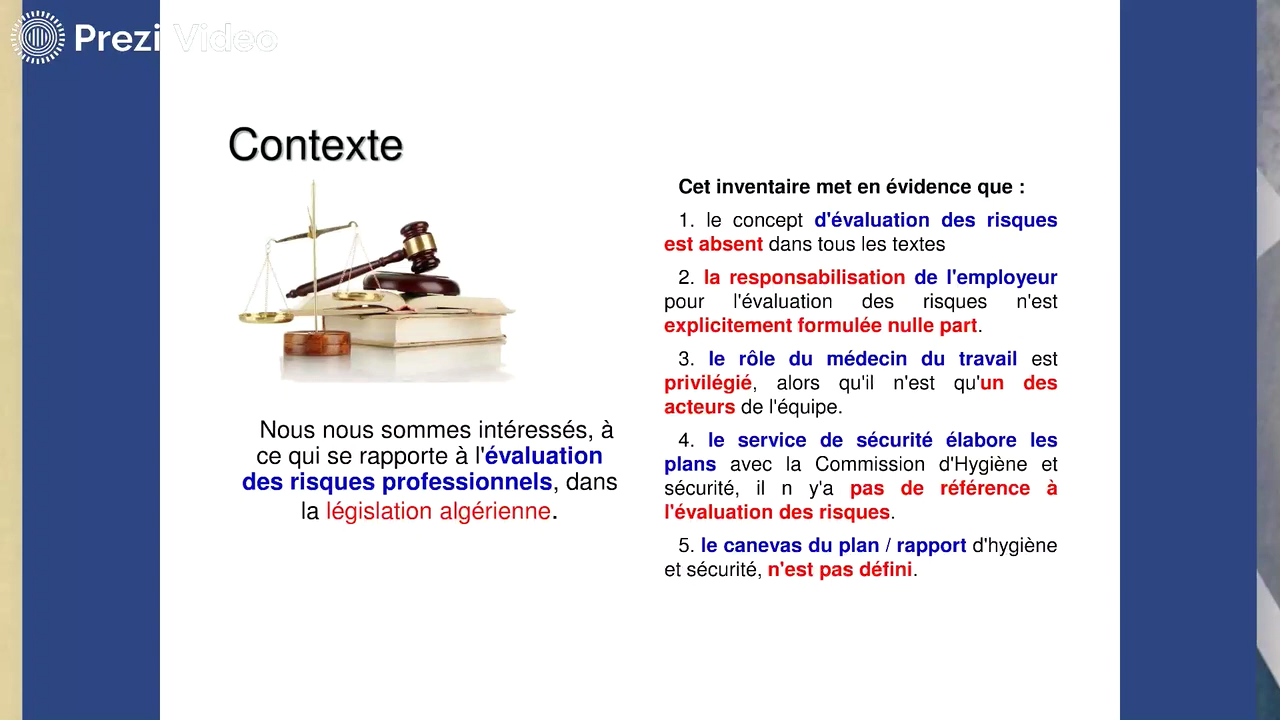 Prezi Video
Contexte
Nous nous sommes intéressés, à
ce qui se rapporte à l'évaluation
des risques professionnels, dans
la législation algérienne.
Cet inventaire met en évidence que :
1. le concept d'évaluation des risques
est absent dans tous les textes
2. la responsabilisation de l'employeur
pour l'évaluation des risques n'est
explicitement formulée nulle part.
3. le rôle du médecin du travail est
privilégié, alors qu'il n'est qu'un des
acteurs de l'équipe.
4. le service de sécurité élabore les
plans avec la Commission d'Hygiène et
sécurité, il n y'a pas de référence à
l'évaluation des risques.
5. le canevas du plan / rapport d'hygiène
et sécurité, n'est pas défini.